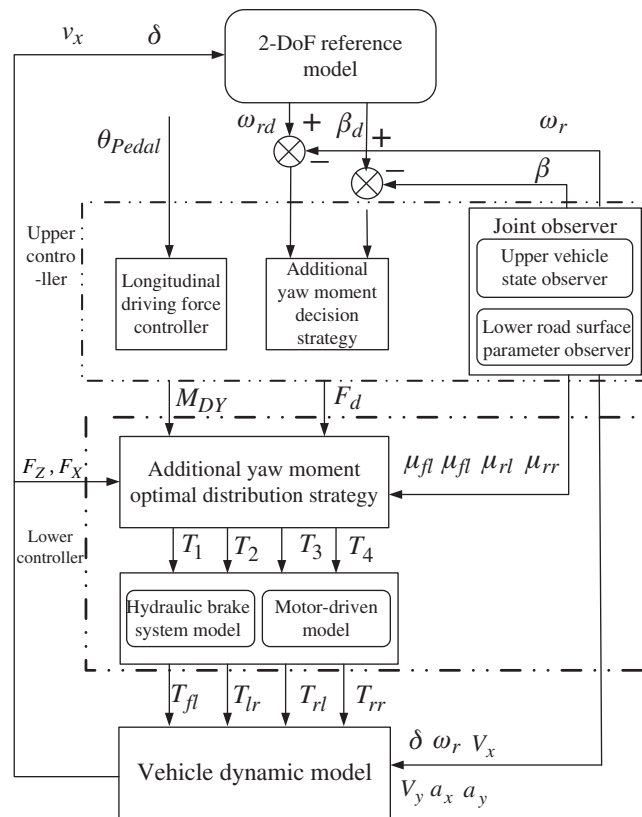 v_x δ
2-DoF reference
model
ω_rd + β_d + ω_r
θ_Pedal
− −
β
Upper
contro
-ller
Joint observer
Upper vehicle
state observer
Lower road surface
parameter observer
Longitudinal
driving force
controller
Additional
yaw moment
decision
strategy
M_DY F_d
F_Z , F_X
Additional yaw moment
optimal distribution strategy
μ_fl μ_fl μ_rl μ_rr
Lower
controller
T_1 T_2 T_3 T_4
Hydraulic brake
system model
Motor-driven
model
T_fl T_lr T_rl T_rr
Vehicle dynamic model
δ ω_r V_x
V_y a_x a_y